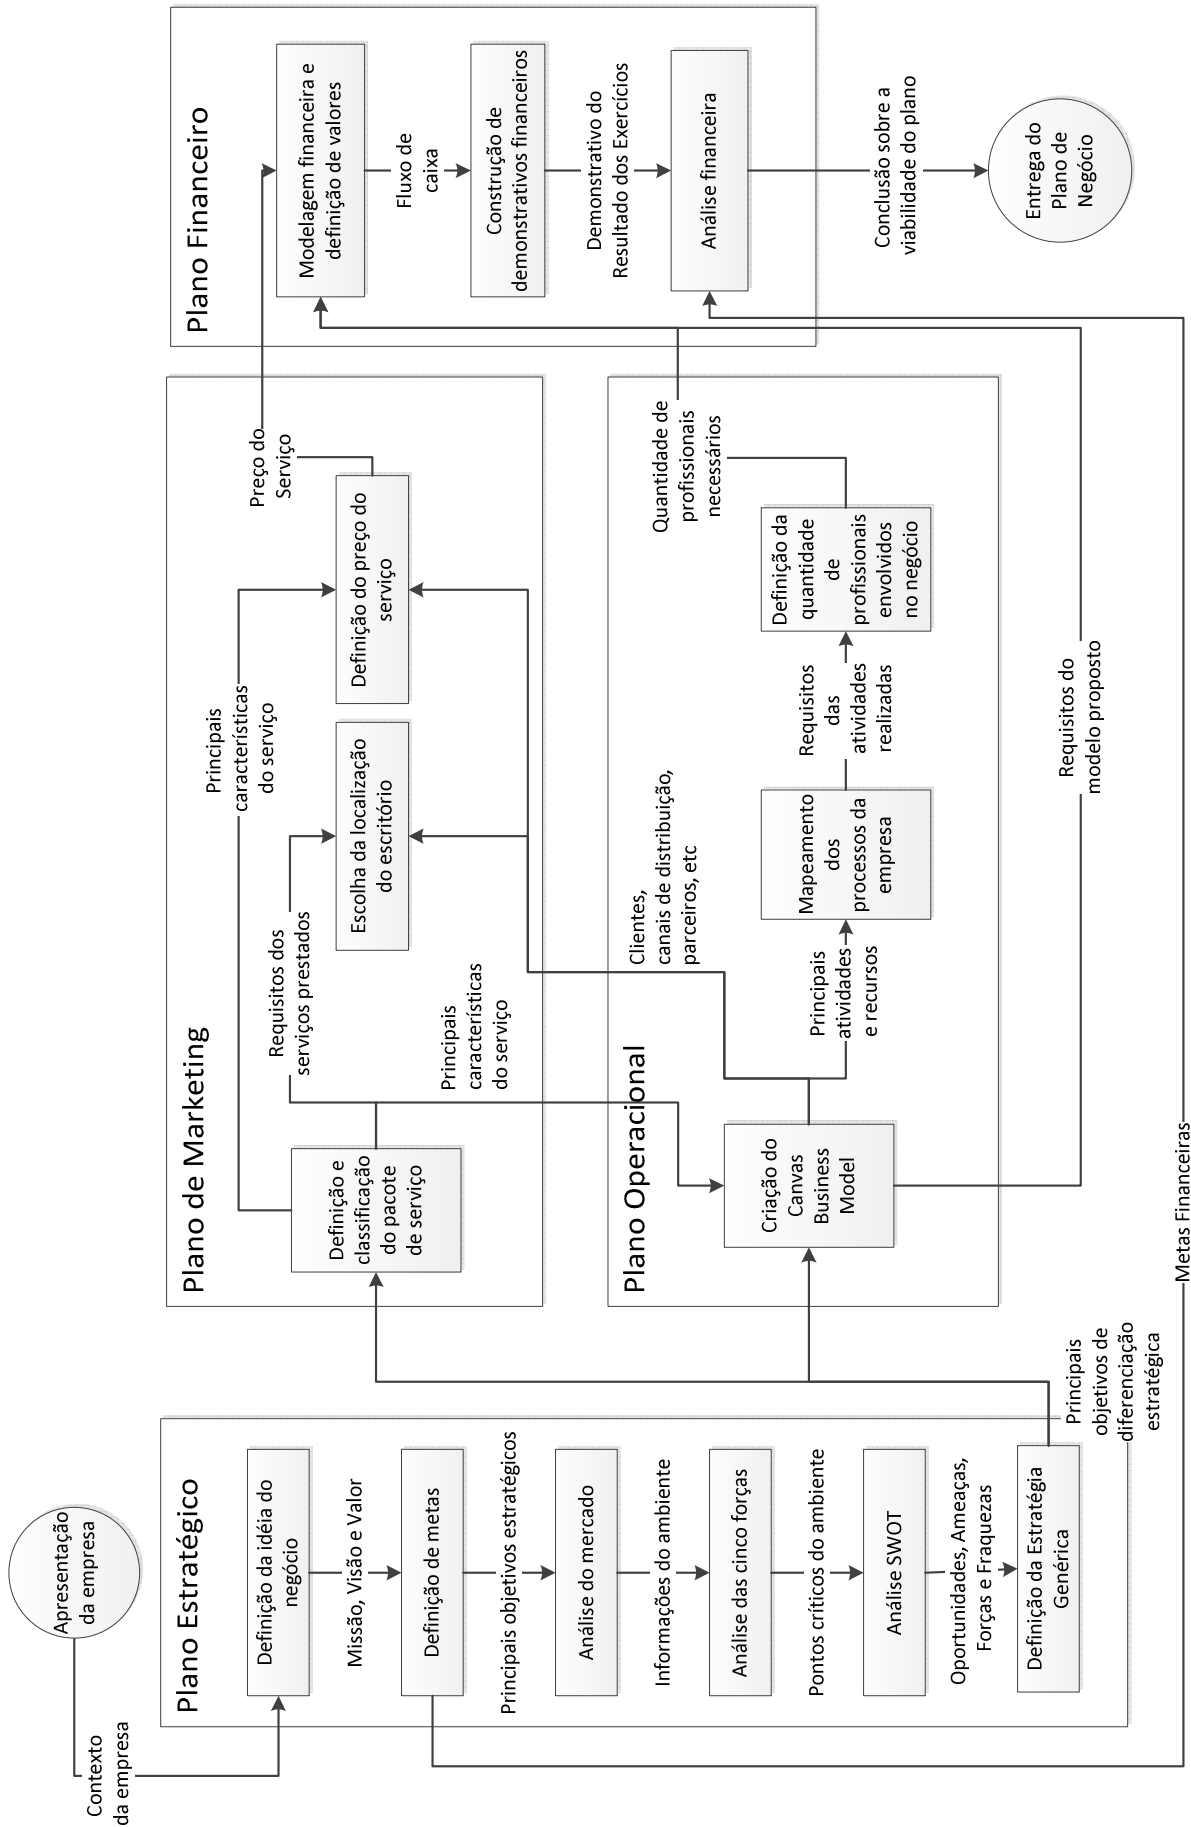 Apresentação
da empresa
Contexto
da empresa
Plano Estratégico
Definição da idéia do
negócio
Missão, Visão e Valor
Definição de metas
Principais objetivos estratégicos
Análise do mercado
Informações do ambiente
Análise das cinco forças
Pontos críticos do ambiente
Análise SWOT
Oportunidades, Ameaças,
Forças e Fraquezas
Definição da Estratégia
Genérica
Principais
objetivos de
diferenciação
estratégica
Metas Financeiras
Plano de Marketing
Definição e
classificação
do pacote
de serviço
Principais
características
do serviço
Requisitos dos
serviços prestados
Principais
características
do serviço
Escolha da localização
do escritório
Definição do preço do
serviço
Preço do
Serviço
Plano Operacional
Criação do
Canvas
Business
Model
Clientes,
canais de distribuição,
parceiros, etc
Principais
atividades
e recursos
Mapeamento
dos
processos da
empresa
Requisitos
das
atividades
realizadas
Definição da
quantidade
de
profissionais
envolvidos
no negócio
Quantidade de
profissionais
necessários
Requisitos do
modelo proposto
Plano Financeiro
Modelagem financeira e
definição de valores
Fluxo de
caixa
Construção de
demonstrativos financeiros
Demonstrativo do
Resultado dos Exercícios
Análise financeira
Conclusão sobre a
viabilidade do plano
Entrega do
Plano de
Negócio